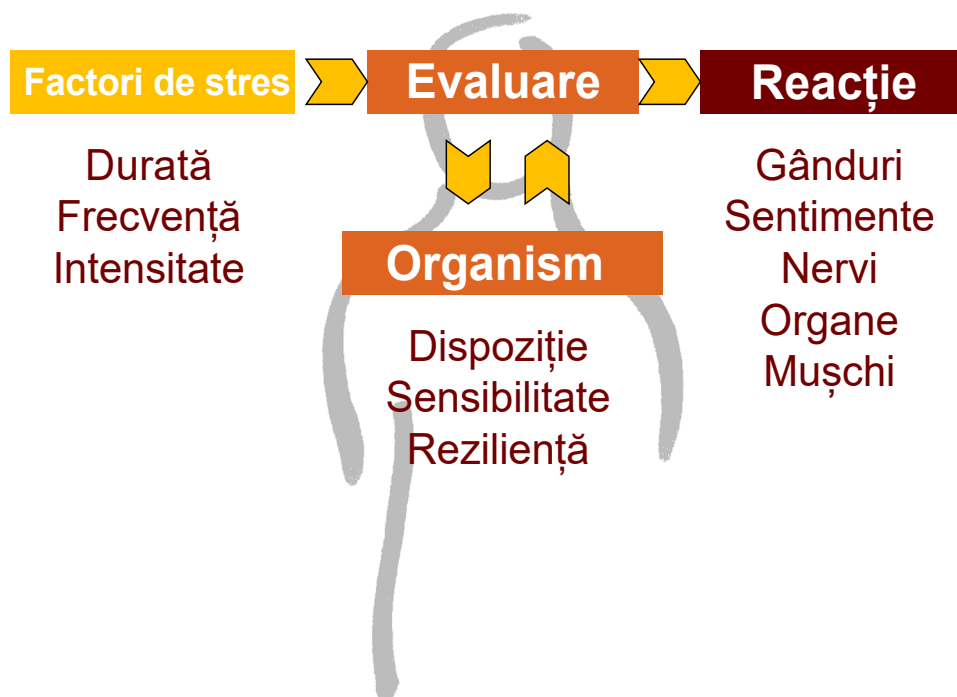 Factori de stres
Evaluare
Reacție
Durată
Frecvență
Intensitate
Organism
Dispoziție
Sensibilitate
Reziliență
Gânduri
Sentimente
Nervi
Organe
Mușchi